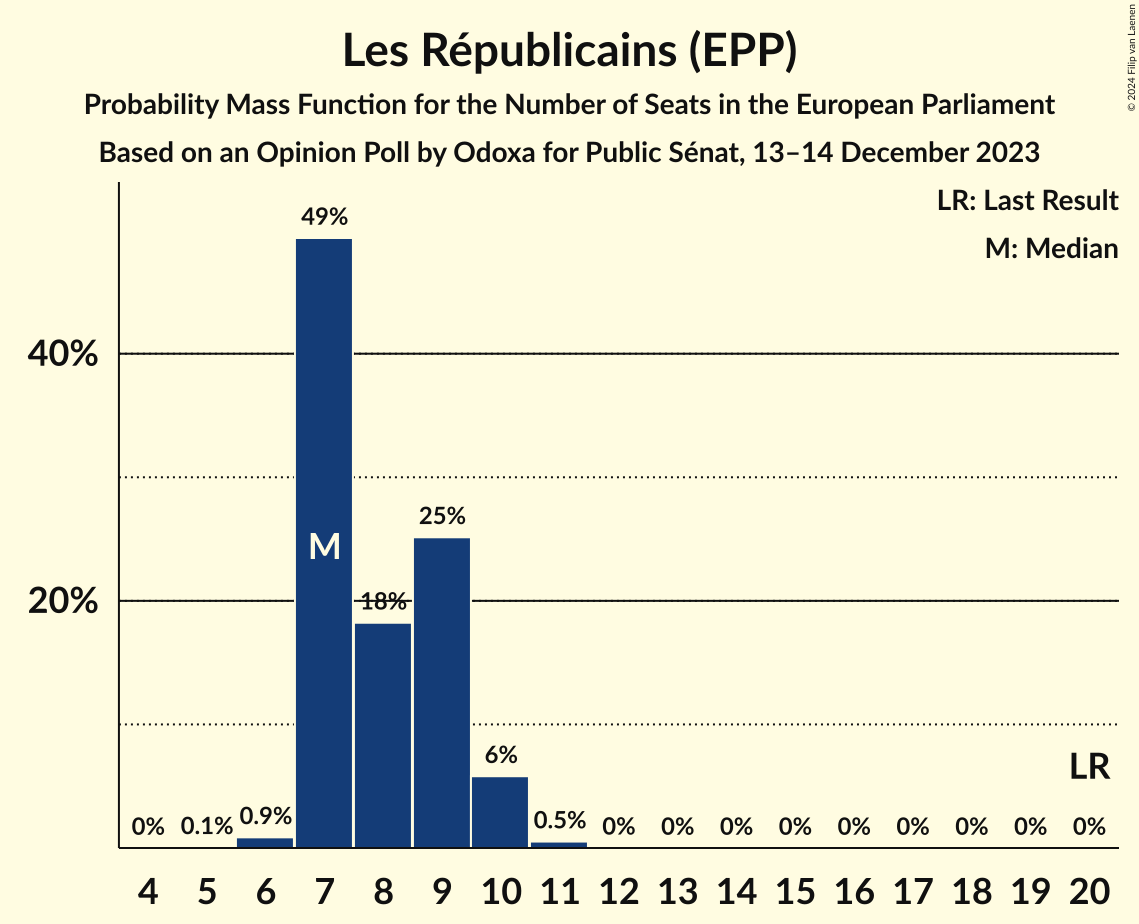 Les Républicains (EPP)
Probability Mass Function for the Number of Seats in the European Parliament
Based on an Opinion Poll by Odoxa for Public Sénat, 13–14 December 2023
© 2024 Filip van Laenen
LR: Last Result
M: Median
40%
20%
0% 0.1% 0.9% 49% 18% 25% 6% 0.5% 0% 0% 0% 0% 0% 0% 0% 0% 0%
M
LR
4 5 6 7 8 9 10 11 12 13 14 15 16 17 18 19 20